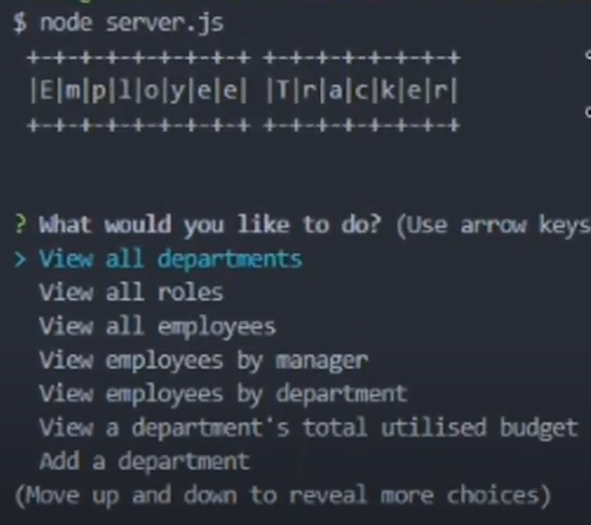 $ node server.js
+-+-+-+-+-+-+-+-+ +-+-+-+-+-+-+-+
|E|m|p|l|o|y|e|e| |T|r|a|c|k|e|r|
+-+-+-+-+-+-+-+-+ +-+-+-+-+-+-+-+
? What would you like to do? (Use arrow keys
> View all departments
View all roles
View all employees
View employees by manager
View employees by department
View a department's total utilised budget
Add a department
(Move up and down to reveal more choices)